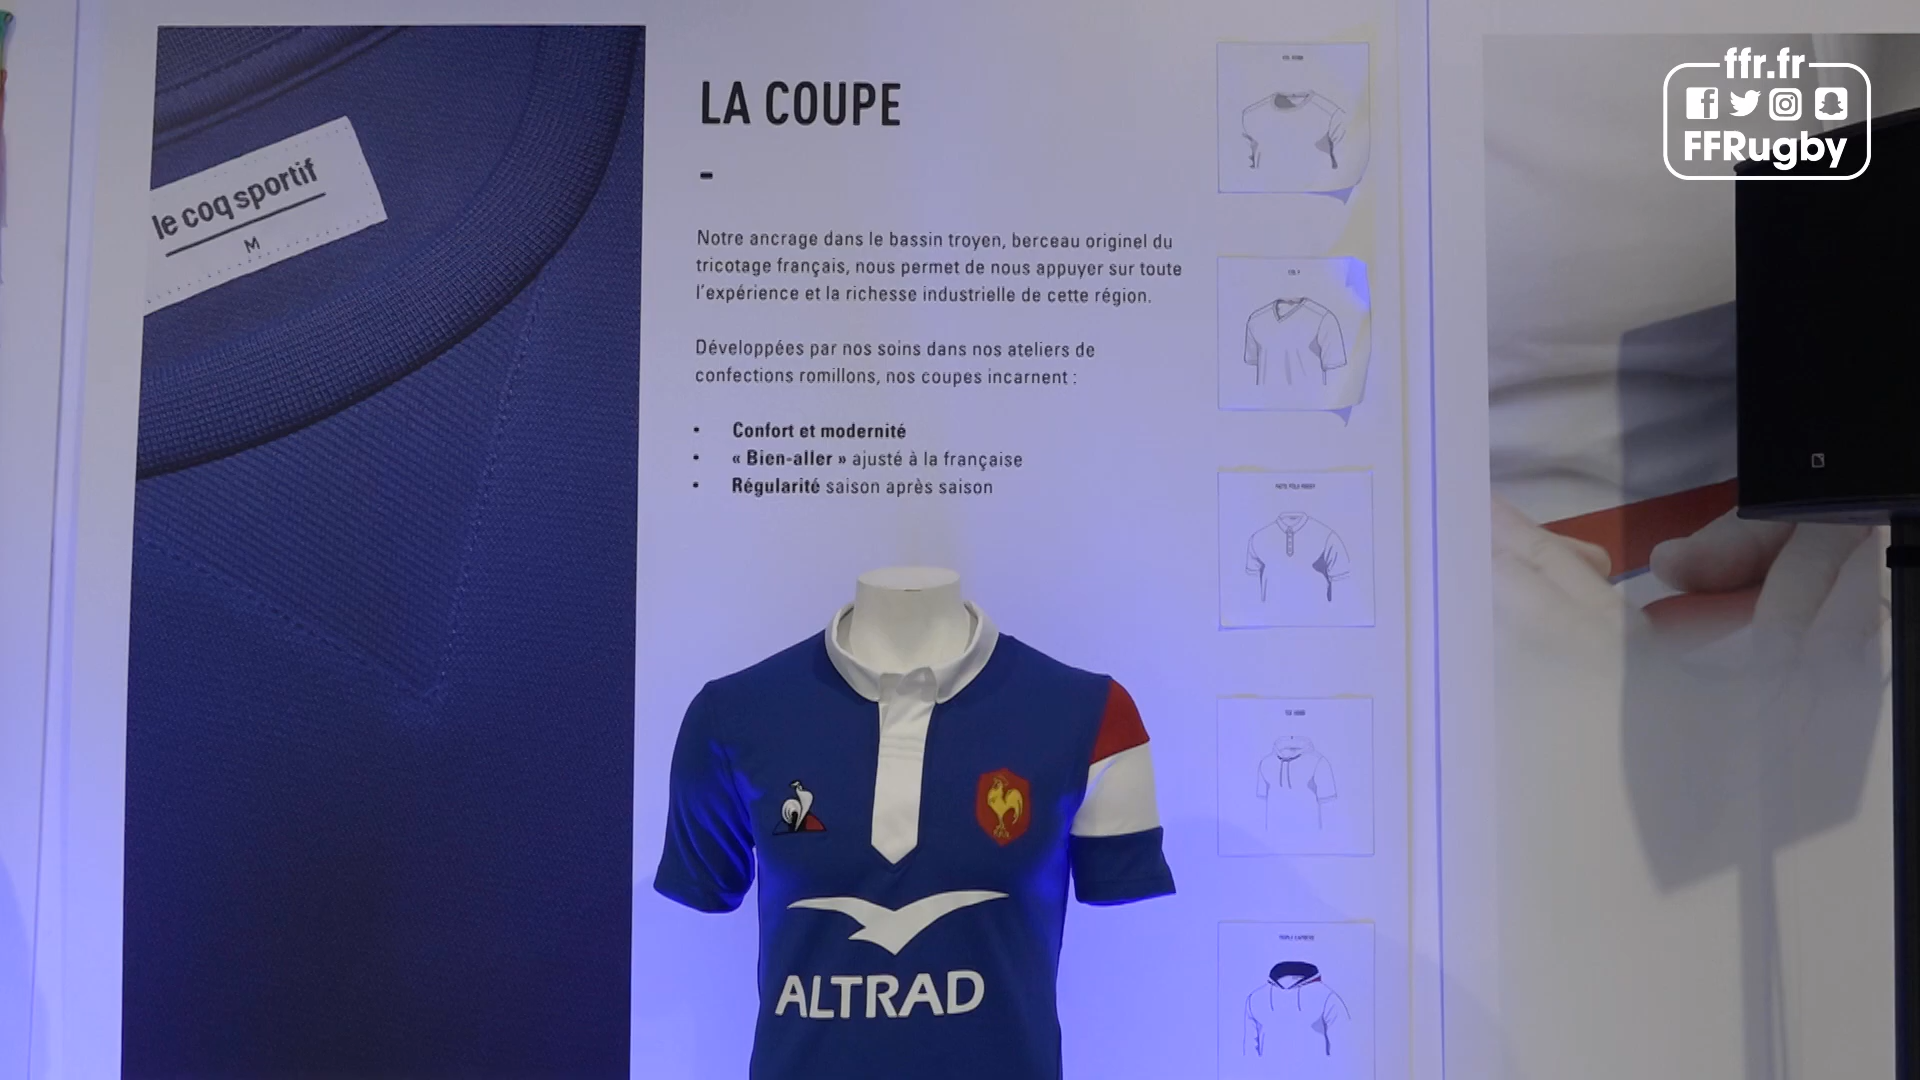 le coq sportif
M
LA COUPE
-
Notre ancrage dans le bassin troyen, berceau originel du
tricotage français, nous permet de nous appuyer sur toute
l'expérience et la richesse industrielle de cette région.
Développées par nos soins dans nos ateliers de
confections romillons, nos coupes incarnent :
• Confort et modernité
• « Bien-aller » ajusté à la française
• Régularité saison après saison
ALTRAD
COL V
ffr.fr
FFRugby